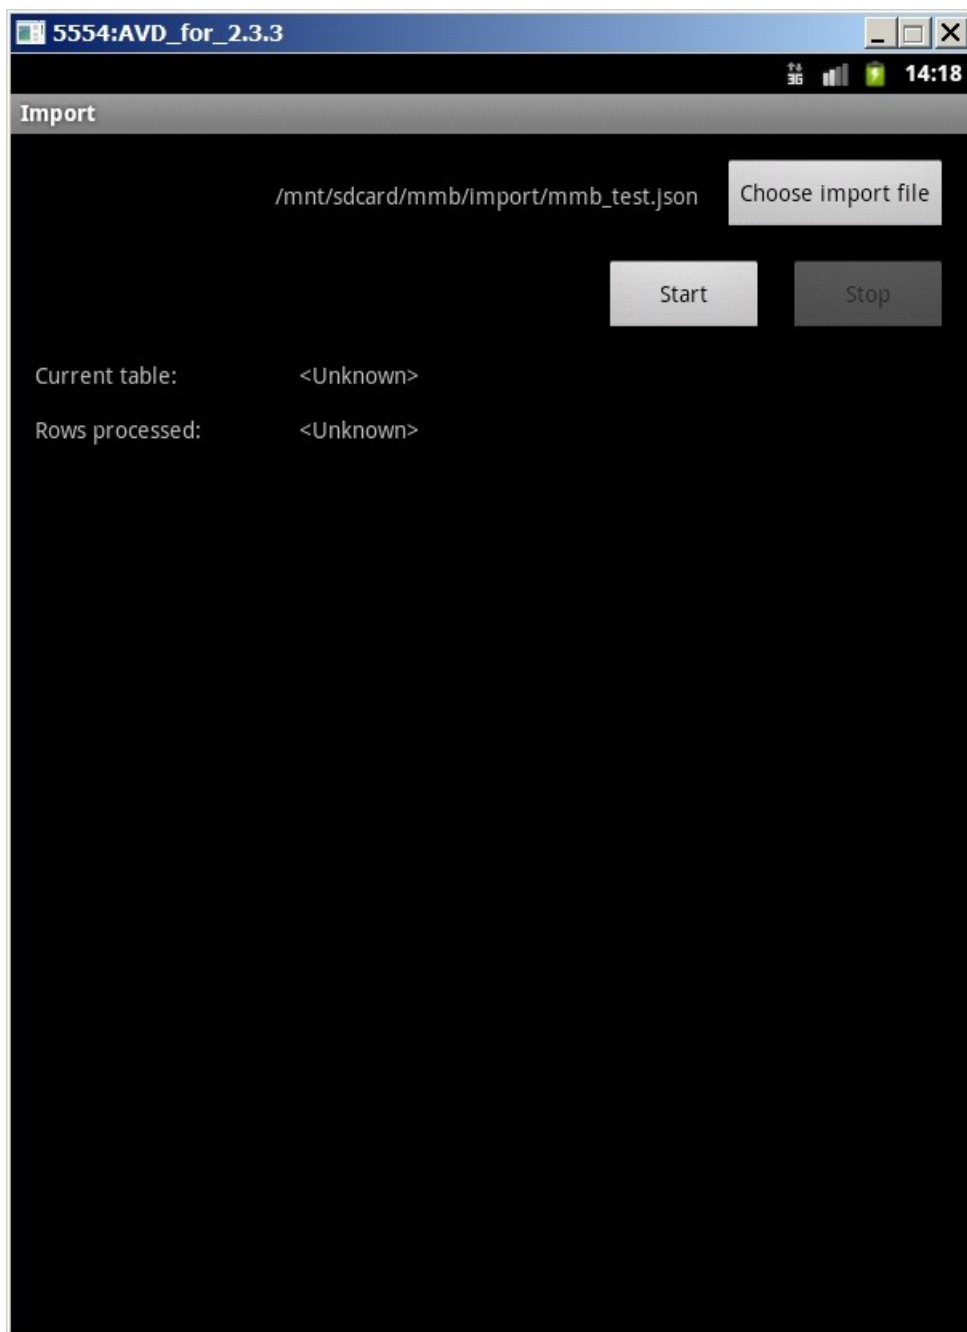 5554:AVD_for_2.3.3
3G 14:18
Import
/mnt/sdcard/mmb/import/mmb_test.json Choose import file
Start Stop
Current table: <Unknown>
Rows processed: <Unknown>